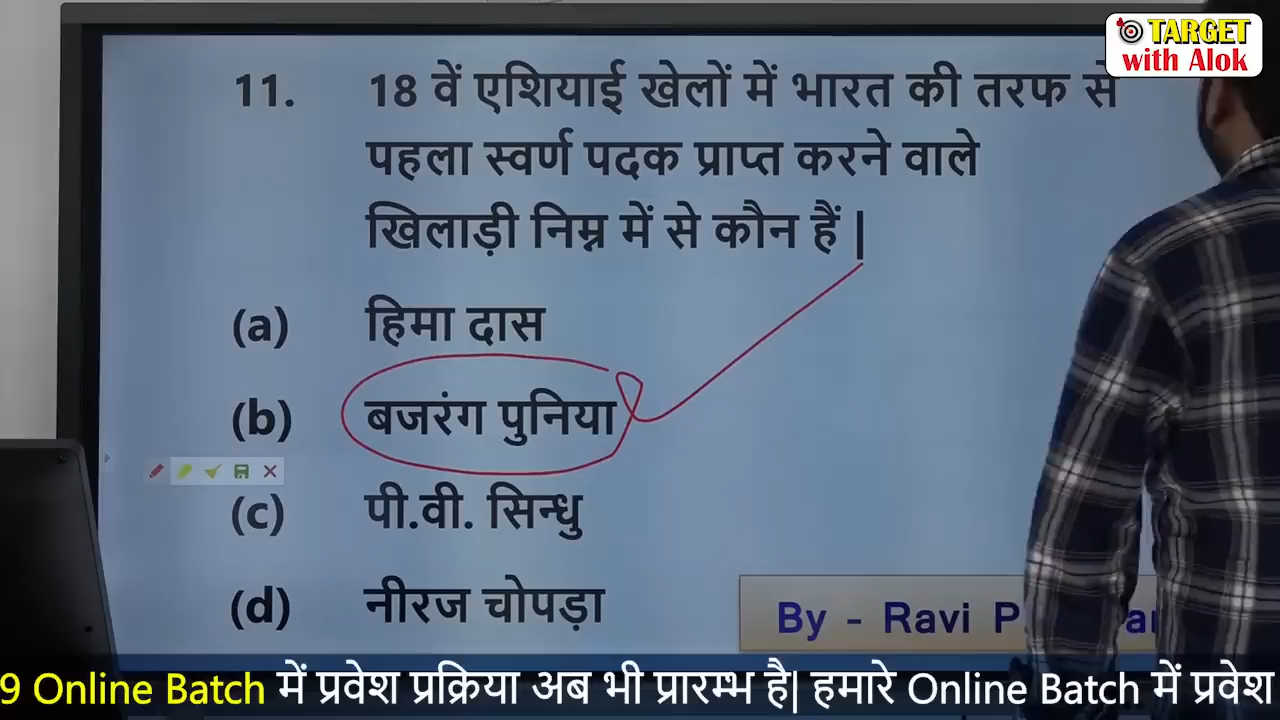 TARGET
with Alok
11. 18 वें एशियाई खेलों में भारत की तरफ से
पहला स्वर्ण पदक प्राप्त करने वाले
खिलाड़ी निम्न में से कौन हैं |
(a) हिमा दास
(b) बजरंग पुनिया
(c) पी.वी. सिन्धु
(d) नीरज चोपड़ा
By - Ravi
9 Online Batch में प्रवेश प्रक्रिया अब भी प्रारम्भ है| हमारे Online Batch में प्रवेश